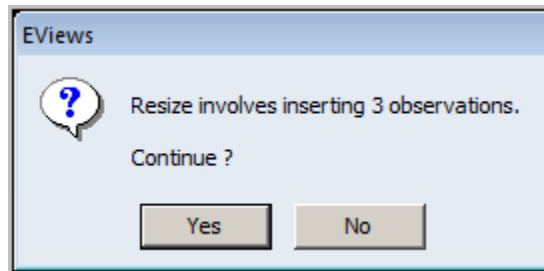 EViews
Resize involves inserting 3 observations.
Continue ?
Yes No